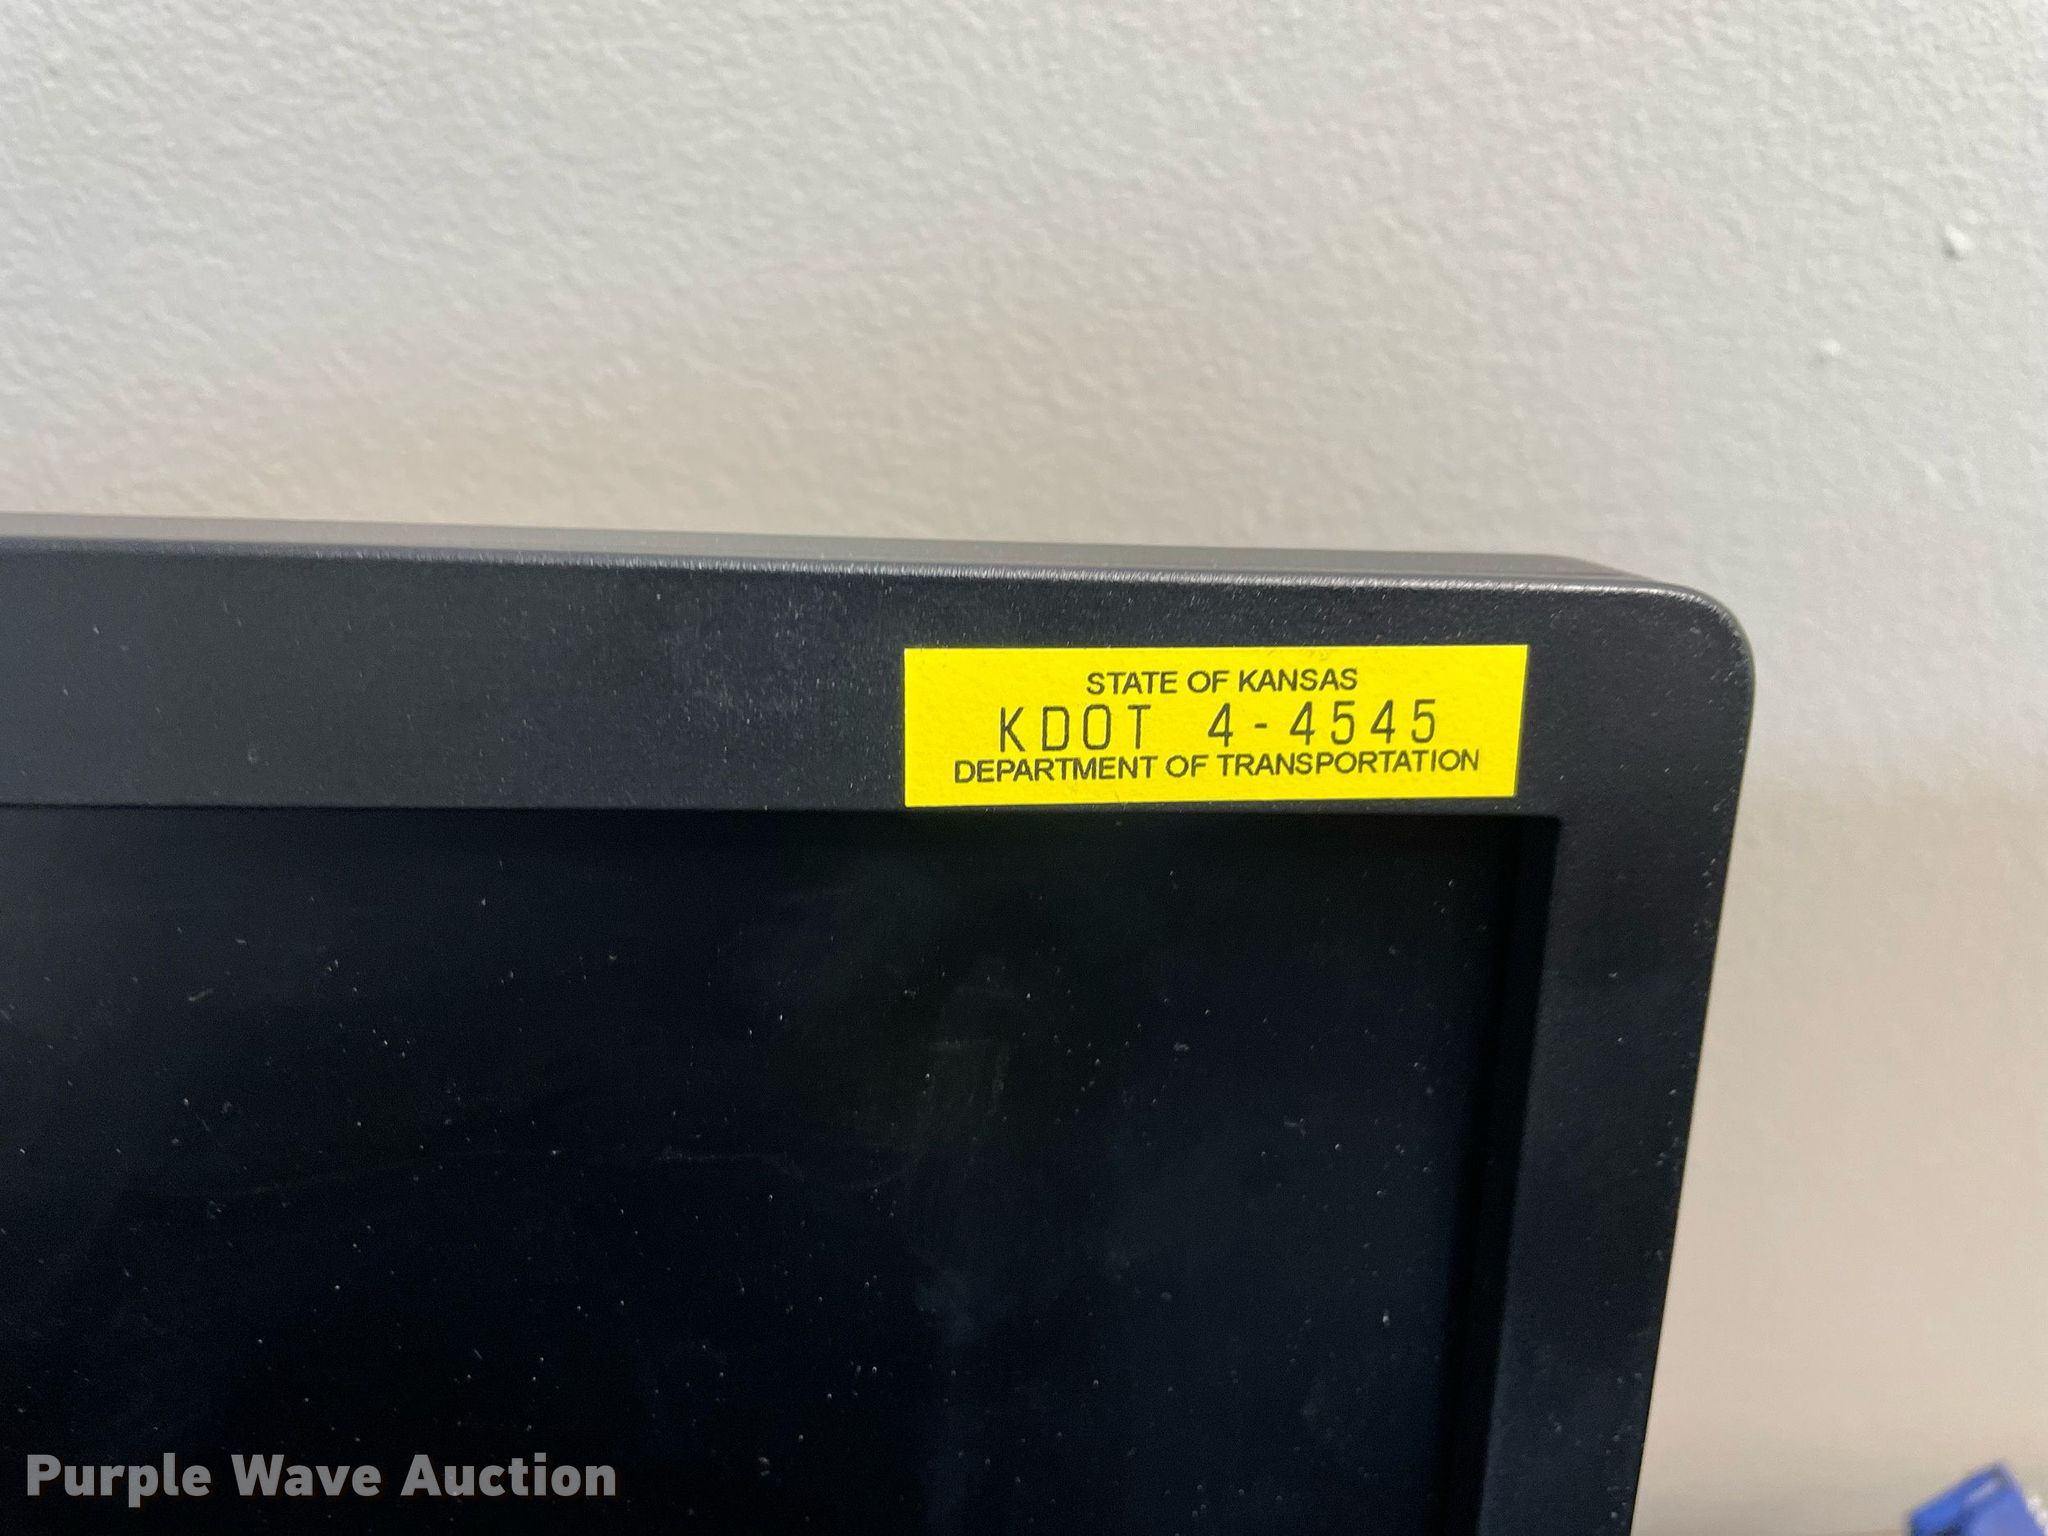 STATE OF KANSAS
KDOT 4-4545
DEPARTMENT OF TRANSPORTATION
Purple Wave Auction